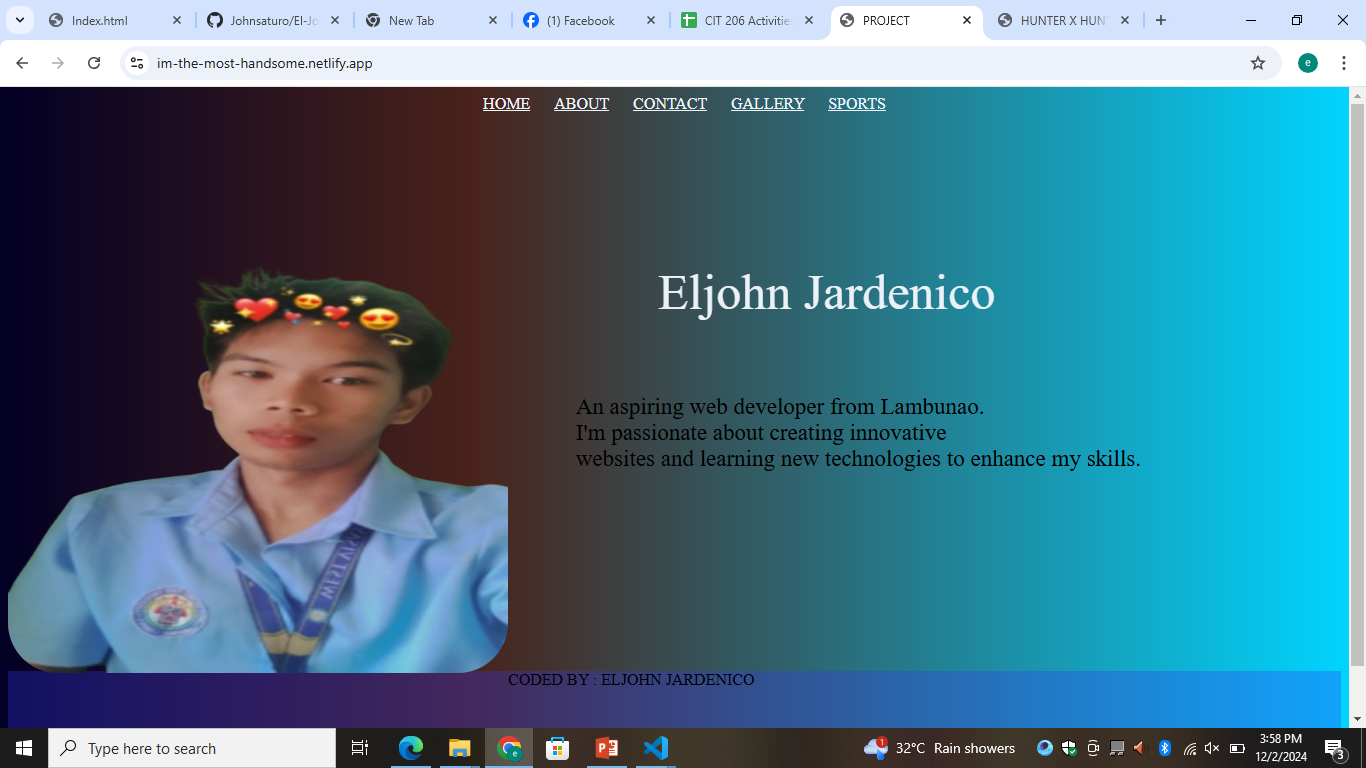 Index.html
Johnsaturo/El-Jo
New Tab
(1) Facebook
CIT 206 Activities
PROJECT
HUNTER X HUN
im-the-most-handsome.netlify.app
e
HOME ABOUT CONTACT GALLERY SPORTS
Eljohn Jardenico
An aspiring web developer from Lambunao.
I'm passionate about creating innovative
websites and learning new technologies to enhance my skills.
CODED BY : ELJOHN JARDENICO
Type here to search
1
32°C Rain showers
3:58 PM
12/2/2024
3